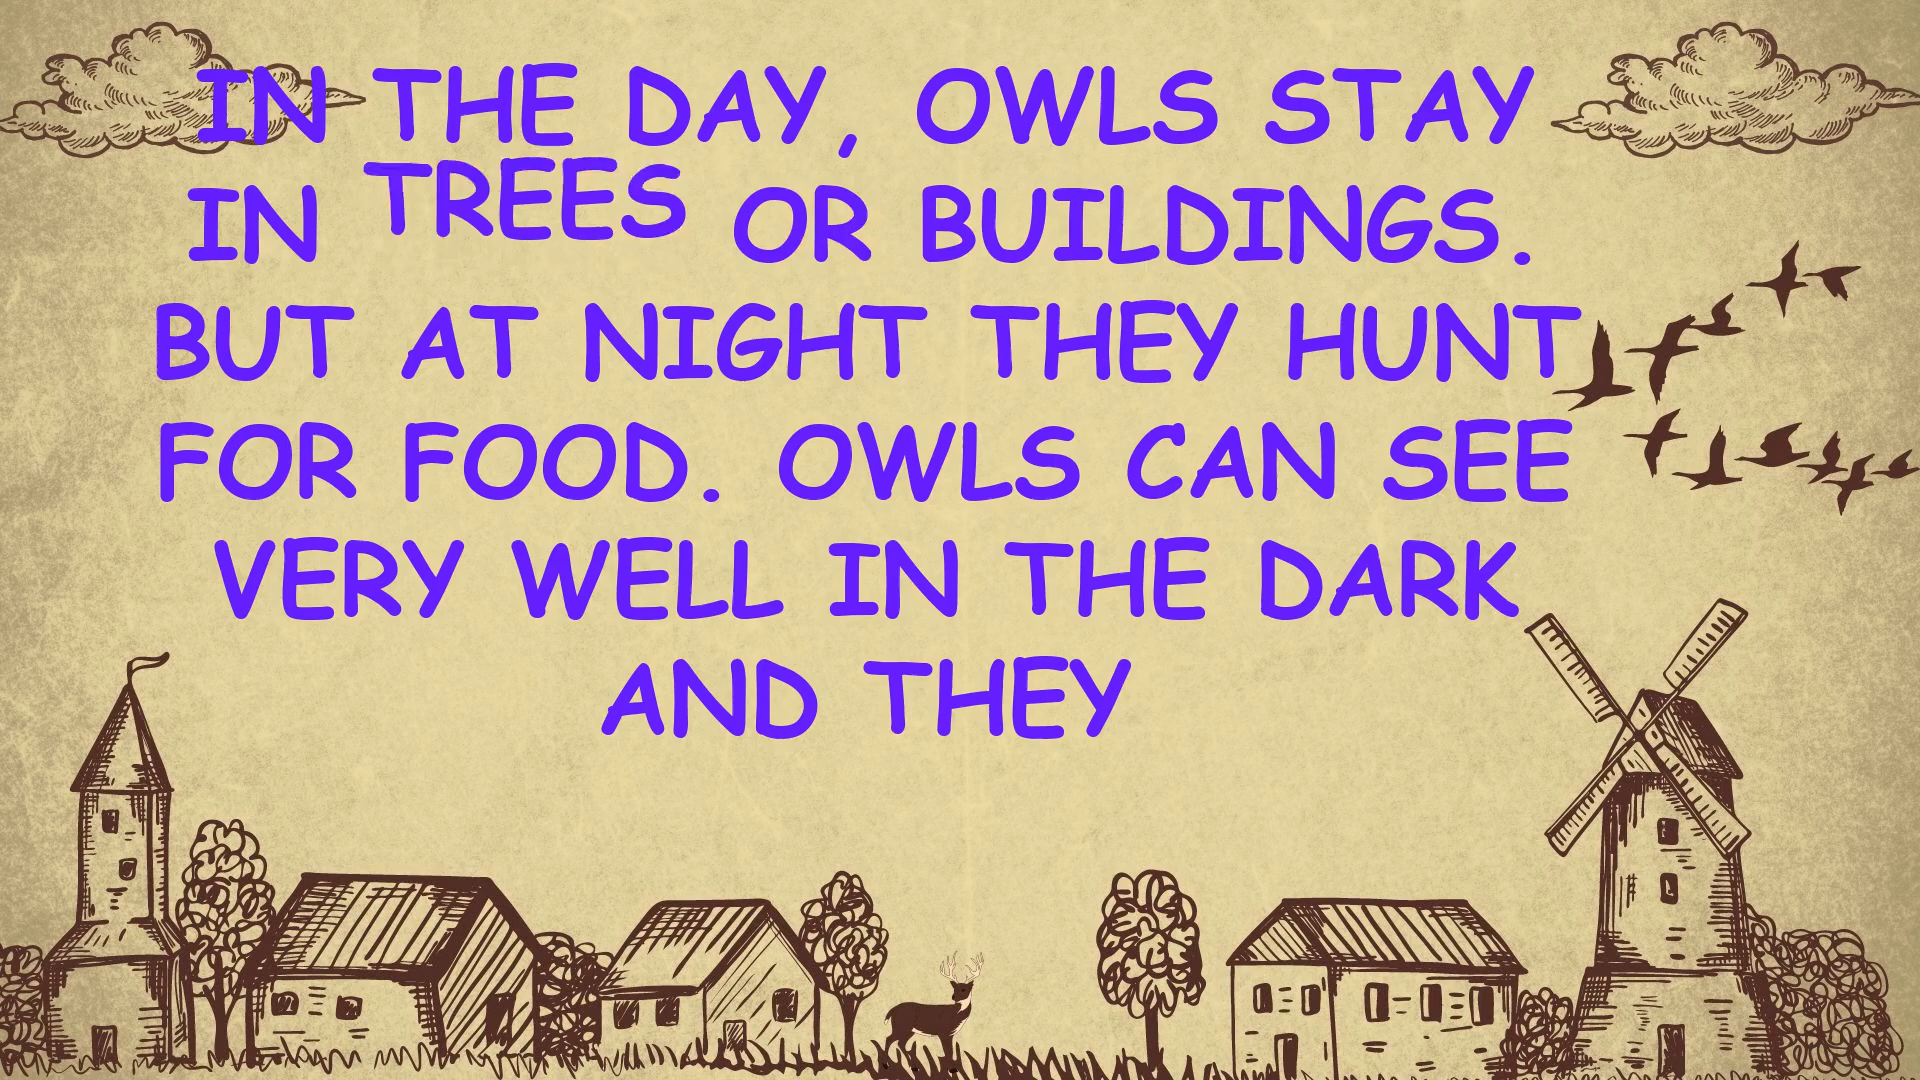 IN THE DAY, OWLS STAY
IN TREES OR BUILDINGS.
BUT AT NIGHT THEY HUNT
FOR FOOD. OWLS CAN SEE
VERY WELL IN THE DARK
AND THEY